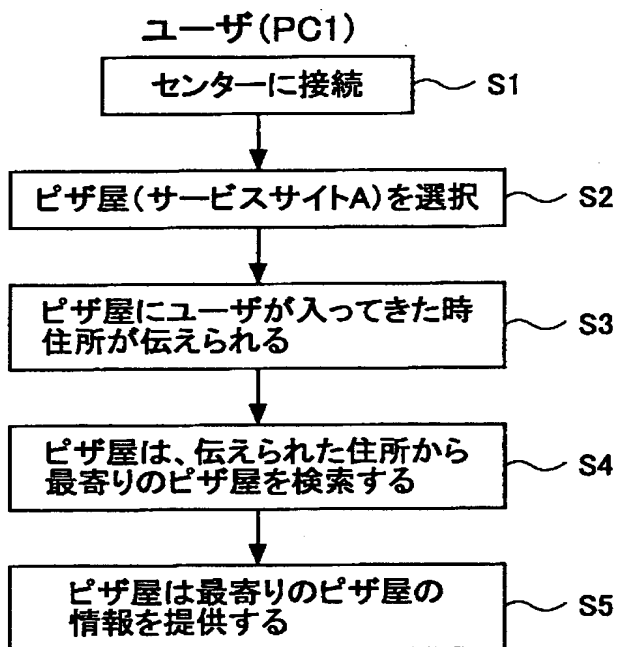 ユーザ(PC1)
センターに接続
S1
ピザ屋(サービスサイトA)を選択
S2
ピザ屋にユーザが入ってきた時
住所が伝えられる
S3
ピザ屋は、伝えられた住所から
最寄りのピザ屋を検索する
S4
ピザ屋は最寄りのピザ屋の
情報を提供する
S5